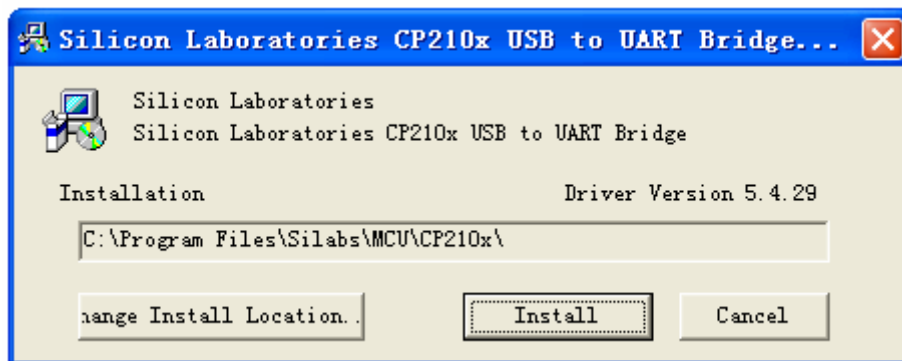 Silicon Laboratories CP210x USB to UART Bridge...
Silicon Laboratories
Silicon Laboratories CP210x USB to UART Bridge
Installation Driver Version 5.4.29
C:\Program Files\Silabs\MCU\CP210x\
hange Install Location.. Install Cancel